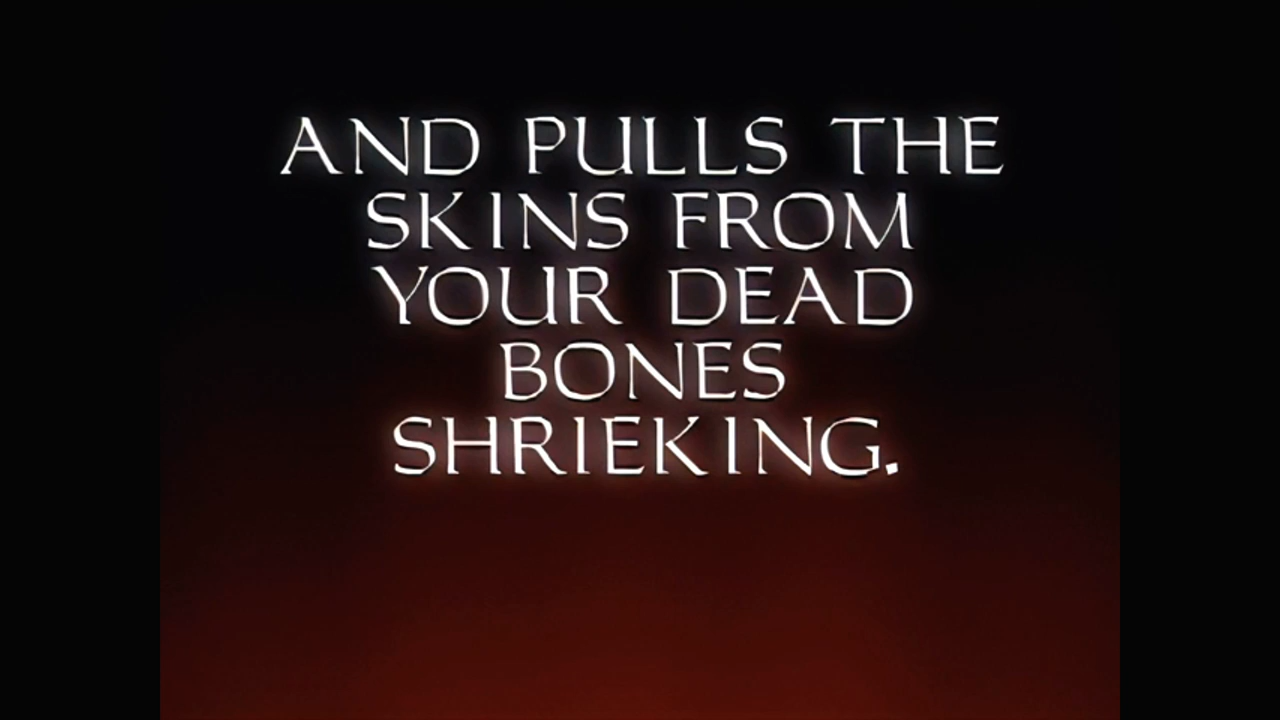 AND PULLS THE
SKINS FROM
YOUR DEAD
BONES
SHRIEKING.